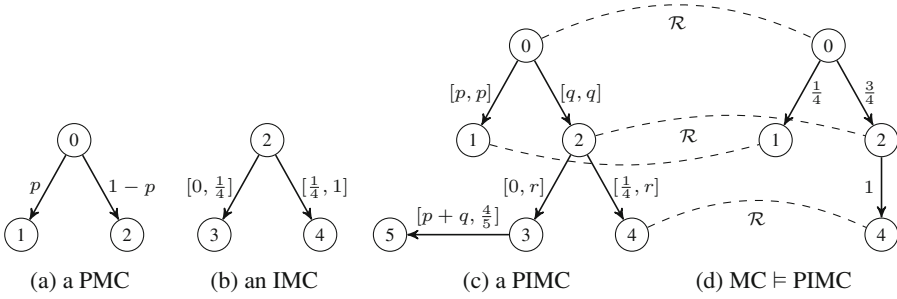 0
R
0
[p, p]
[q, q]
1/4
3/4
0
2
1
2
R
1
2
p
1 − p
[0, 1/4]
[1/4, 1]
[0, r]
[1/4, r]
1
[p + q, 4/5]
1
2
3
4
5
3
4
R
4
(a) a PMC
(b) an IMC
(c) a PIMC
(d) MC ⊨ PIMC